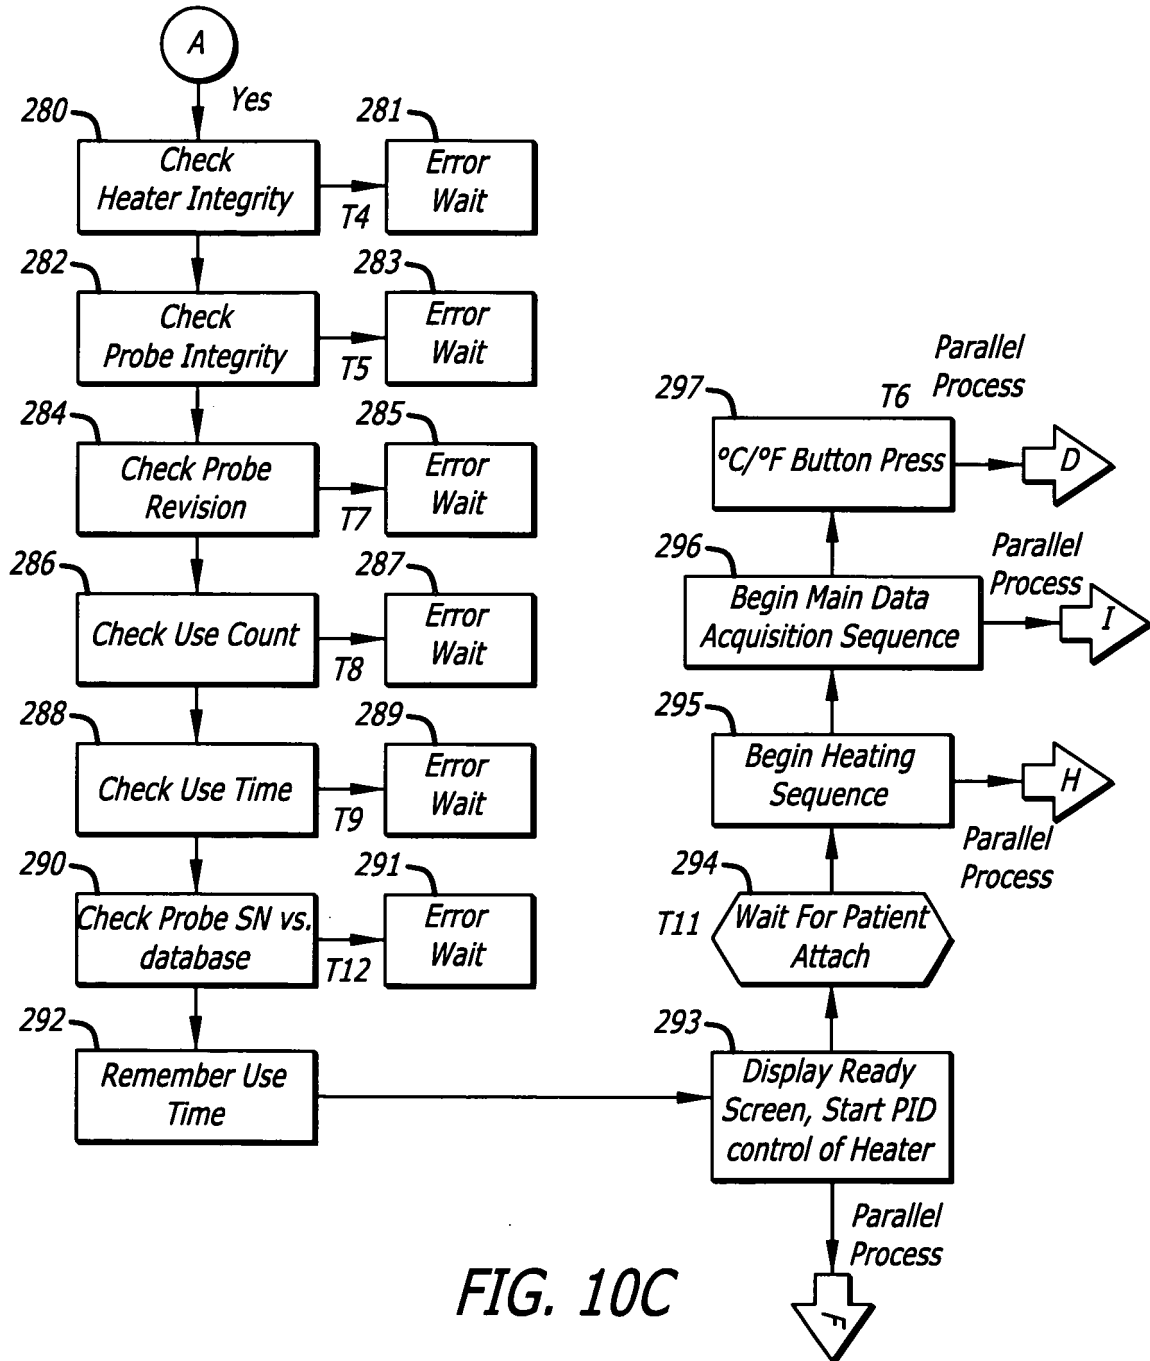 A
Yes
280
Check
Heater Integrity
T4
281
Error
Wait
282
Check
Probe Integrity
T5
283
Error
Wait
284
Check Probe
Revision
T7
285
Error
Wait
286
Check Use Count
T8
287
Error
Wait
288
Check Use Time
T9
289
Error
Wait
290
Check Probe SN vs.
database
T12
291
Error
Wait
292
Remember Use
Time
293
Display Ready
Screen, Start PID
control of Heater
Parallel
Process
F
294
T11
Wait For Patient
Attach
295
Begin Heating
Sequence
H
Parallel
Process
296
Begin Main Data
Acquisition Sequence
Parallel
Process
I
297
T6
°C/°F Button Press
Parallel
Process
D
FIG. 10C